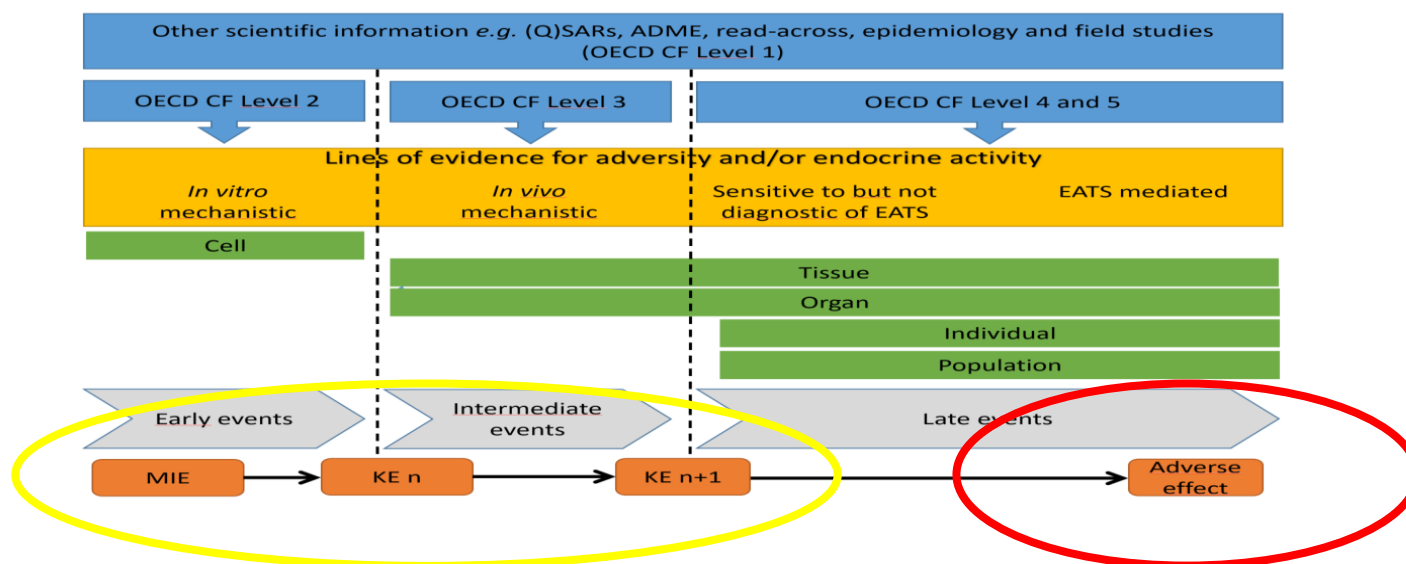 Other scientific information e.g. (Q)SARs, ADME, read-across, epidemiology and field studies
(OECD CF Level 1)
OECD CF Level 2
OECD CF Level 3
OECD CF Level 4 and 5
Lines of evidence for adversity and/or endocrine activity
In vitro
mechanistic
In vivo
mechanistic
Sensitive to but not
diagnostic of EATS
EATS mediated
Cell
Tissue
Organ
Individual
Population
Early events
Intermediate
events
Late events
MIE
KE n
KE n+1
Adverse
effect